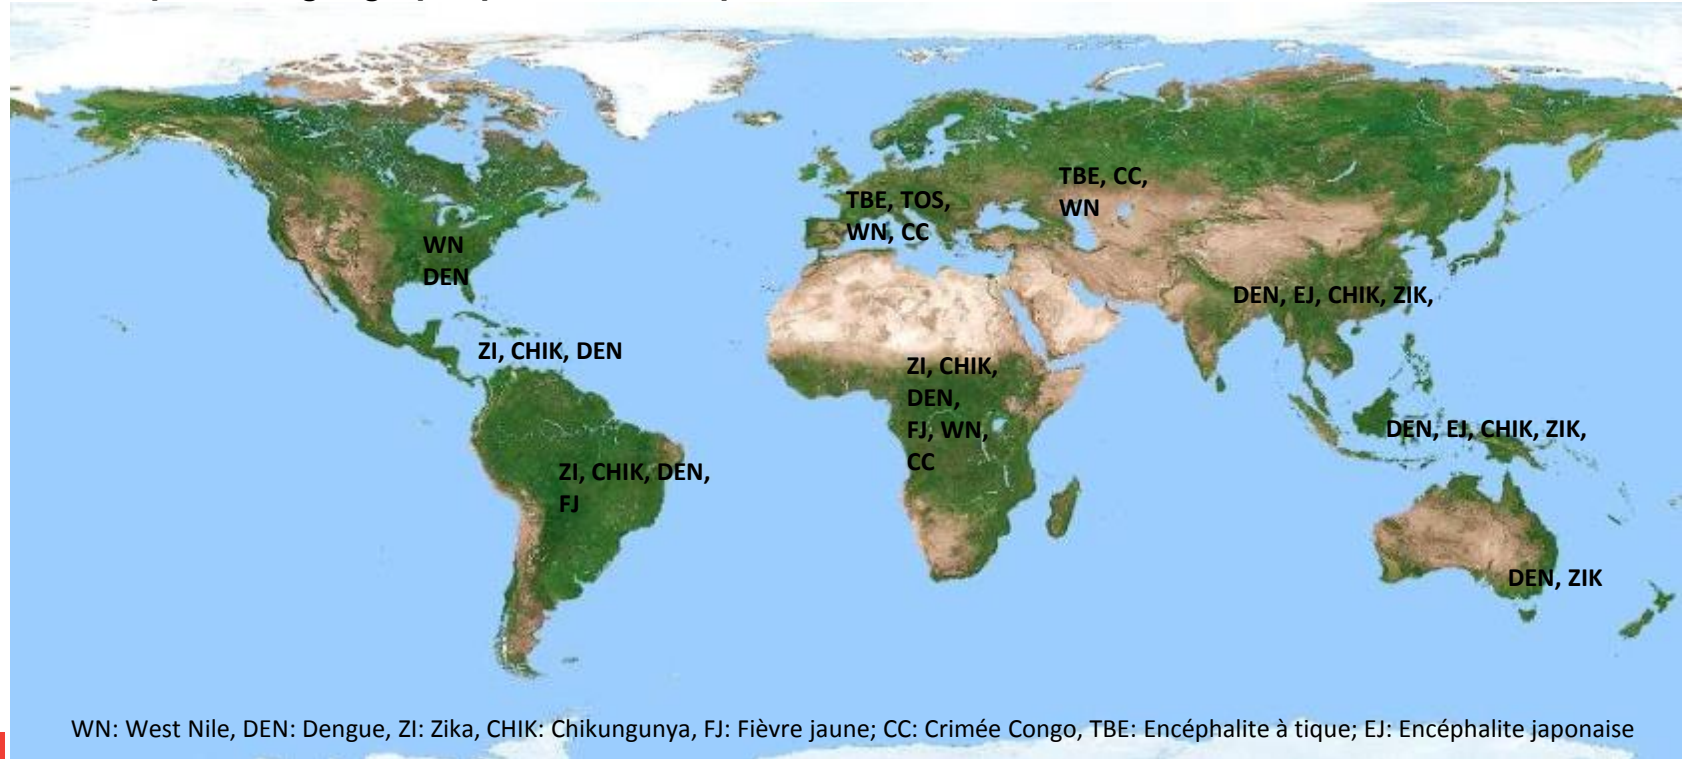 TBE, CC,
WN
TBE, TOS,
WN, CC
WN
DEN
DEN, EJ, CHIK, ZIK,
ZI, CHIK, DEN
ZI, CHIK,
DEN,
FJ, WN,
CC
DEN, EJ, CHIK, ZIK,
ZI, CHIK, DEN,
FJ
DEN, ZIK
WN: West Nile, DEN: Dengue, ZI: Zika, CHIK: Chikungunya, FJ: Fièvre jaune; CC: Crimée Congo, TBE: Encéphalite à tique; EJ: Encéphalite japonaise